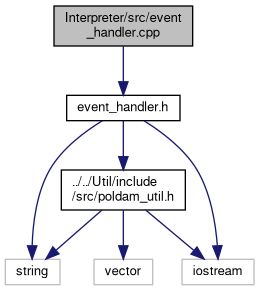 Interpreter/src/event
_handler.cpp
event_handler.h
../../Util/include
/src/poldam_util.h
string
vector
iostream